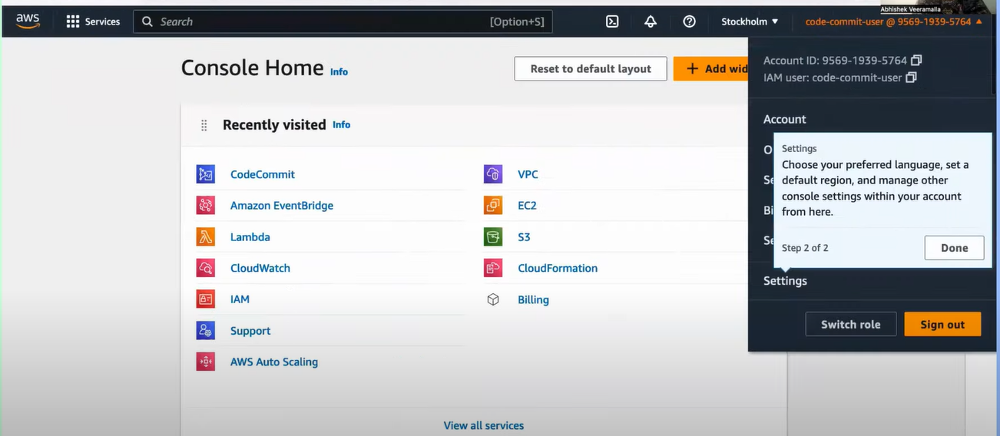 Abhishek Veeramalla
aws
Services
Search
[Option+S]
Stockholm
code-commit-user @ 9569-1939-5764
Console Home Info
Reset to default layout
+ Add wid
Account ID: 9569-1939-5764
IAM user: code-commit-user
Account
Recently visited Info
CodeCommit
Amazon EventBridge
Lambda
CloudWatch
IAM
Support
AWS Auto Scaling
VPC
EC2
S3
CloudFormation
Billing
View all services
O
Se
Bi
Se
Settings
Choose your preferred language, set a
default region, and manage other
console settings within your account
from here.
Step 2 of 2
Done
Settings
Switch role
Sign out